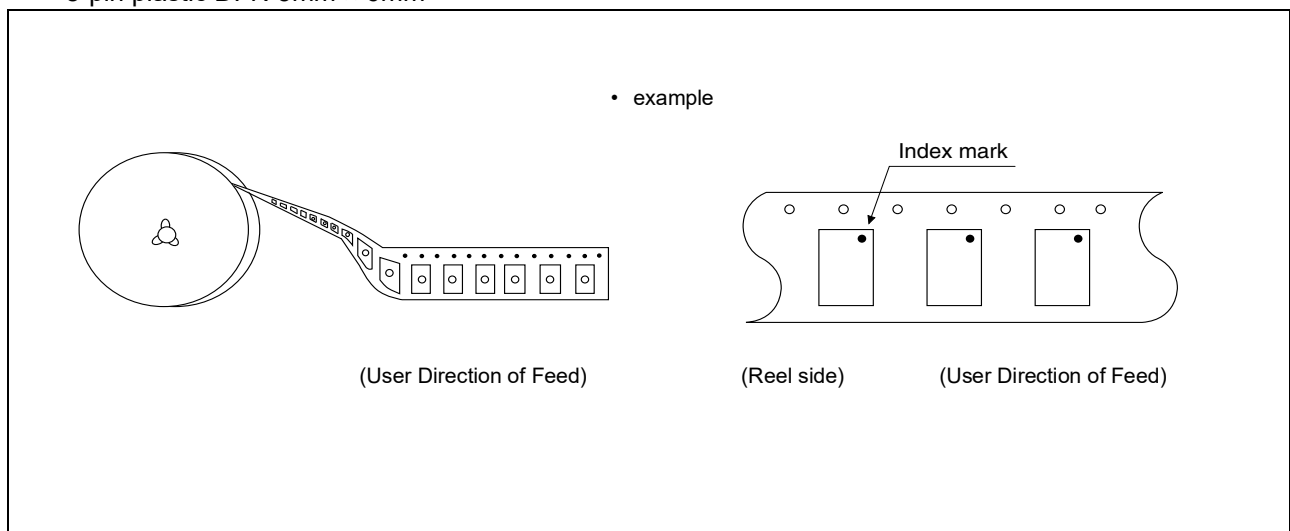 • example
Index mark
(User Direction of Feed)
(Reel side)
(User Direction of Feed)